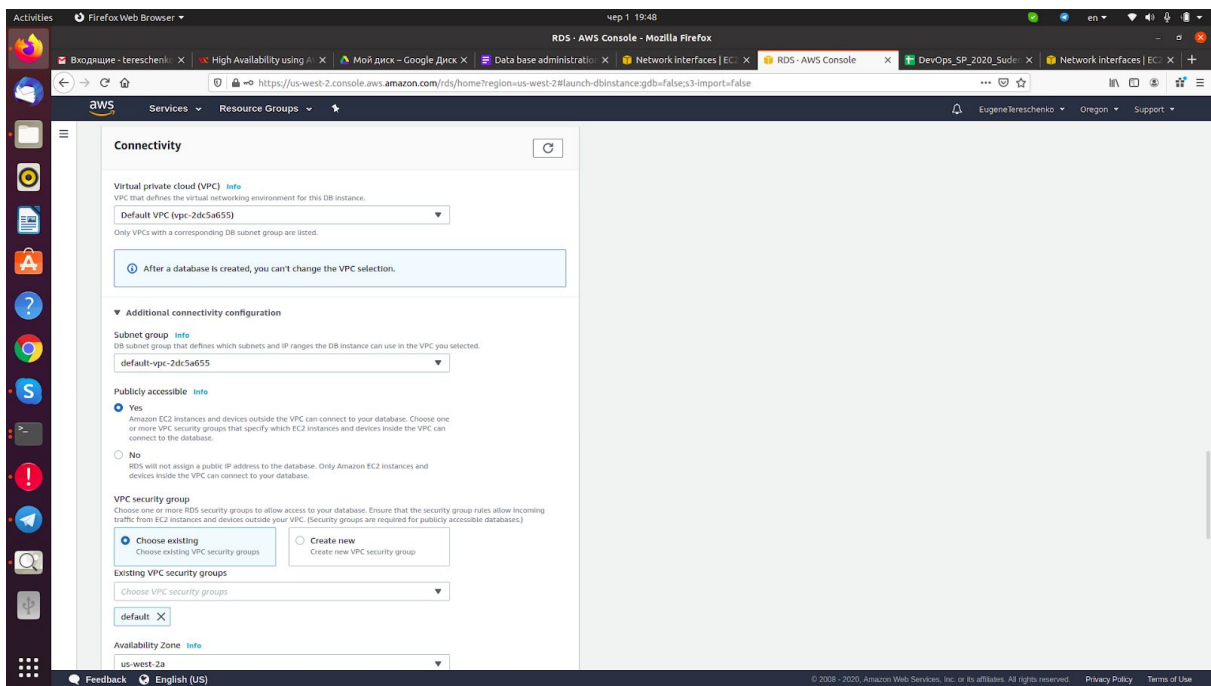 Activities
Firefox Web Browser
чер 1 19:48
en
RDS · AWS Console - Mozilla Firefox
Входящие - tereschenko
High Availability using A
Мой диск – Google Диск
Data base administratio
Network interfaces | EC2
RDS · AWS Console
DevOps_SP_2020_Sude
Network interfaces | EC2
https://us-west-2.console.aws.amazon.com/rds/home?region=us-west-2#launch-dbinstance:gdb=false;s3-import=false
aws
Services
Resource Groups
EugeneTereschenko
Oregon
Support
Connectivity
Virtual private cloud (VPC) Info
VPC that defines the virtual networking environment for this DB instance.
Default VPC (vpc-2dc5a655)
Only VPCs with a corresponding DB subnet group are listed.
After a database is created, you can't change the VPC selection.
Additional connectivity configuration
Subnet group Info
DB subnet group that defines which subnets and IP ranges the DB instance can use in the VPC you selected.
default-vpc-2dc5a655
Publicly accessible Info
Yes
Amazon EC2 instances and devices outside the VPC can connect to your database. Choose one
or more VPC security groups that specify which EC2 instances and devices inside the VPC can
connect to the database.
No
RDS will not assign a public IP address to the database. Only Amazon EC2 instances and
devices inside the VPC can connect to your database.
VPC security group
Choose one or more RDS security groups to allow access to your database. Ensure that the security group rules allow incoming
traffic from EC2 instances and devices outside your VPC. (Security groups are required for publicly accessible databases.)
Choose existing
Choose existing VPC security groups
Create new
Create new VPC security group
Existing VPC security groups
Choose VPC security groups
default
Availability Zone Info
us-west-2a
Feedback
English (US)
© 2008 - 2020, Amazon Web Services, Inc. or its affiliates. All rights reserved.
Privacy Policy
Terms of Use